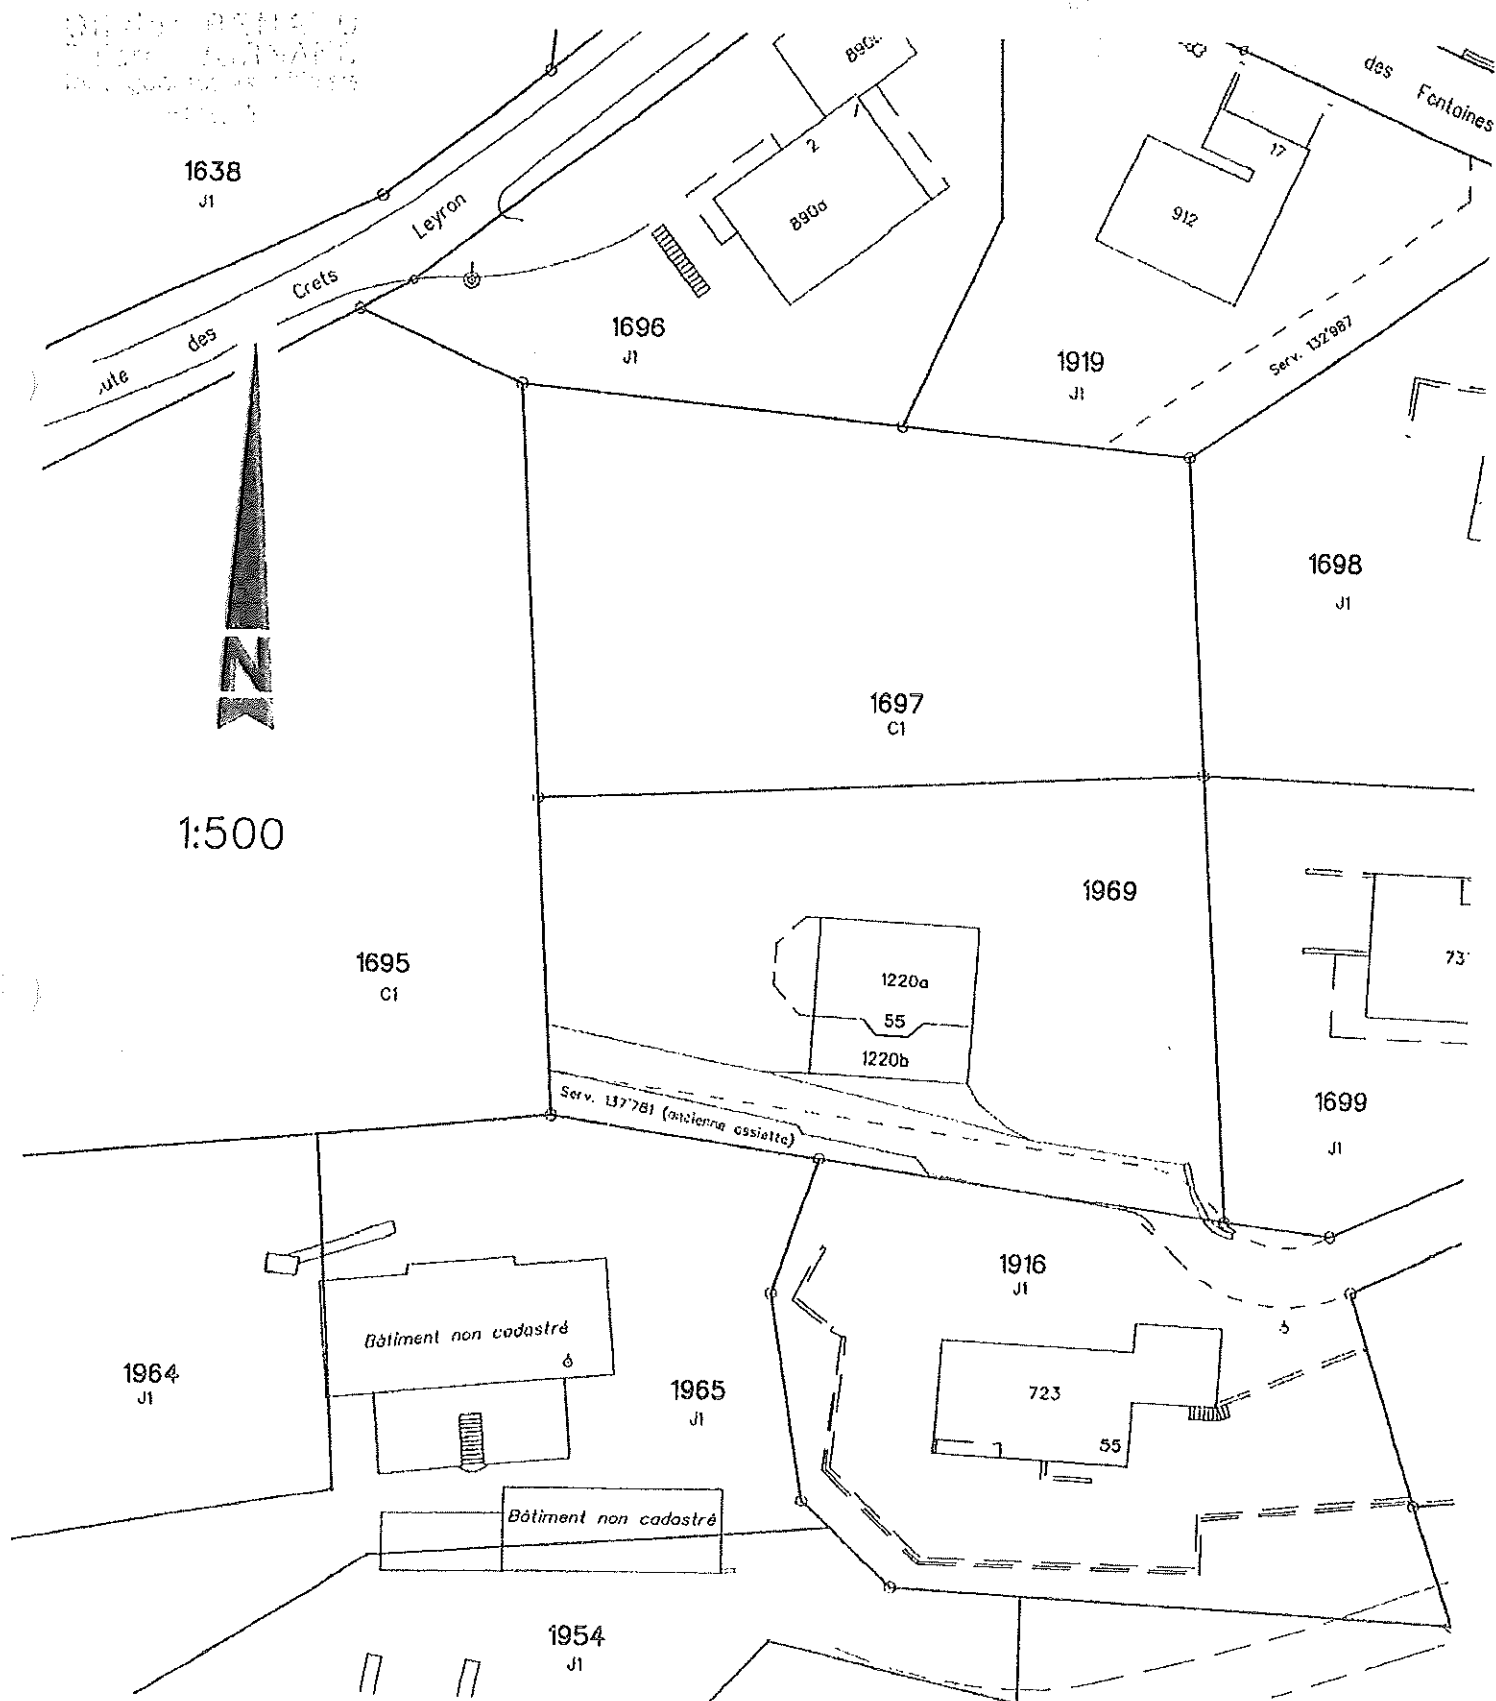 des
Fontaines
890a
2
1638
J1
17
Leyron
890a
912
Crets
des
ute
1696
J1
Serv. 132'987
1919
J1
1698
J1
N
1697
C1
1:500
1969
1695
C1
1220a
73
55
1220b
Serv. 137'781 (ancienne assiette)
1699
J1
1916
J1
Bâtiment non cadastré
1964
J1
1965
J1
723
55
Bâtiment non cadastré
1954
J1